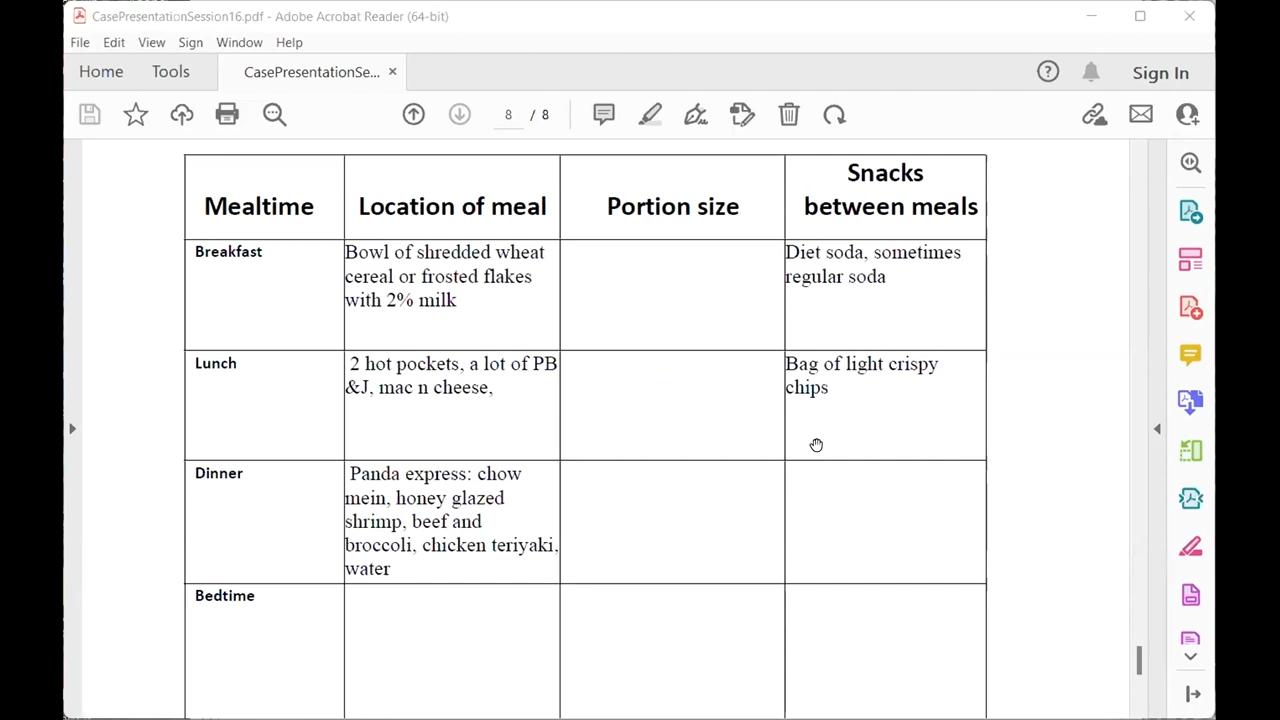 CasePresentationSession16.pdf - Adobe Acrobat Reader (64-bit)
File Edit View Sign Window Help
Home Tools CasePresentationSe... × Sign In
8 / 8
Mealtime Location of meal Portion size Snacks between meals
Breakfast
Bowl of shredded wheat
cereal or frosted flakes
with 2% milk
Diet soda, sometimes
regular soda
Lunch
2 hot pockets, a lot of PB
&J, mac n cheese,
Bag of light crispy
chips
Dinner
Panda express: chow
mein, honey glazed
shrimp, beef and
broccoli, chicken teriyaki,
water
Bedtime